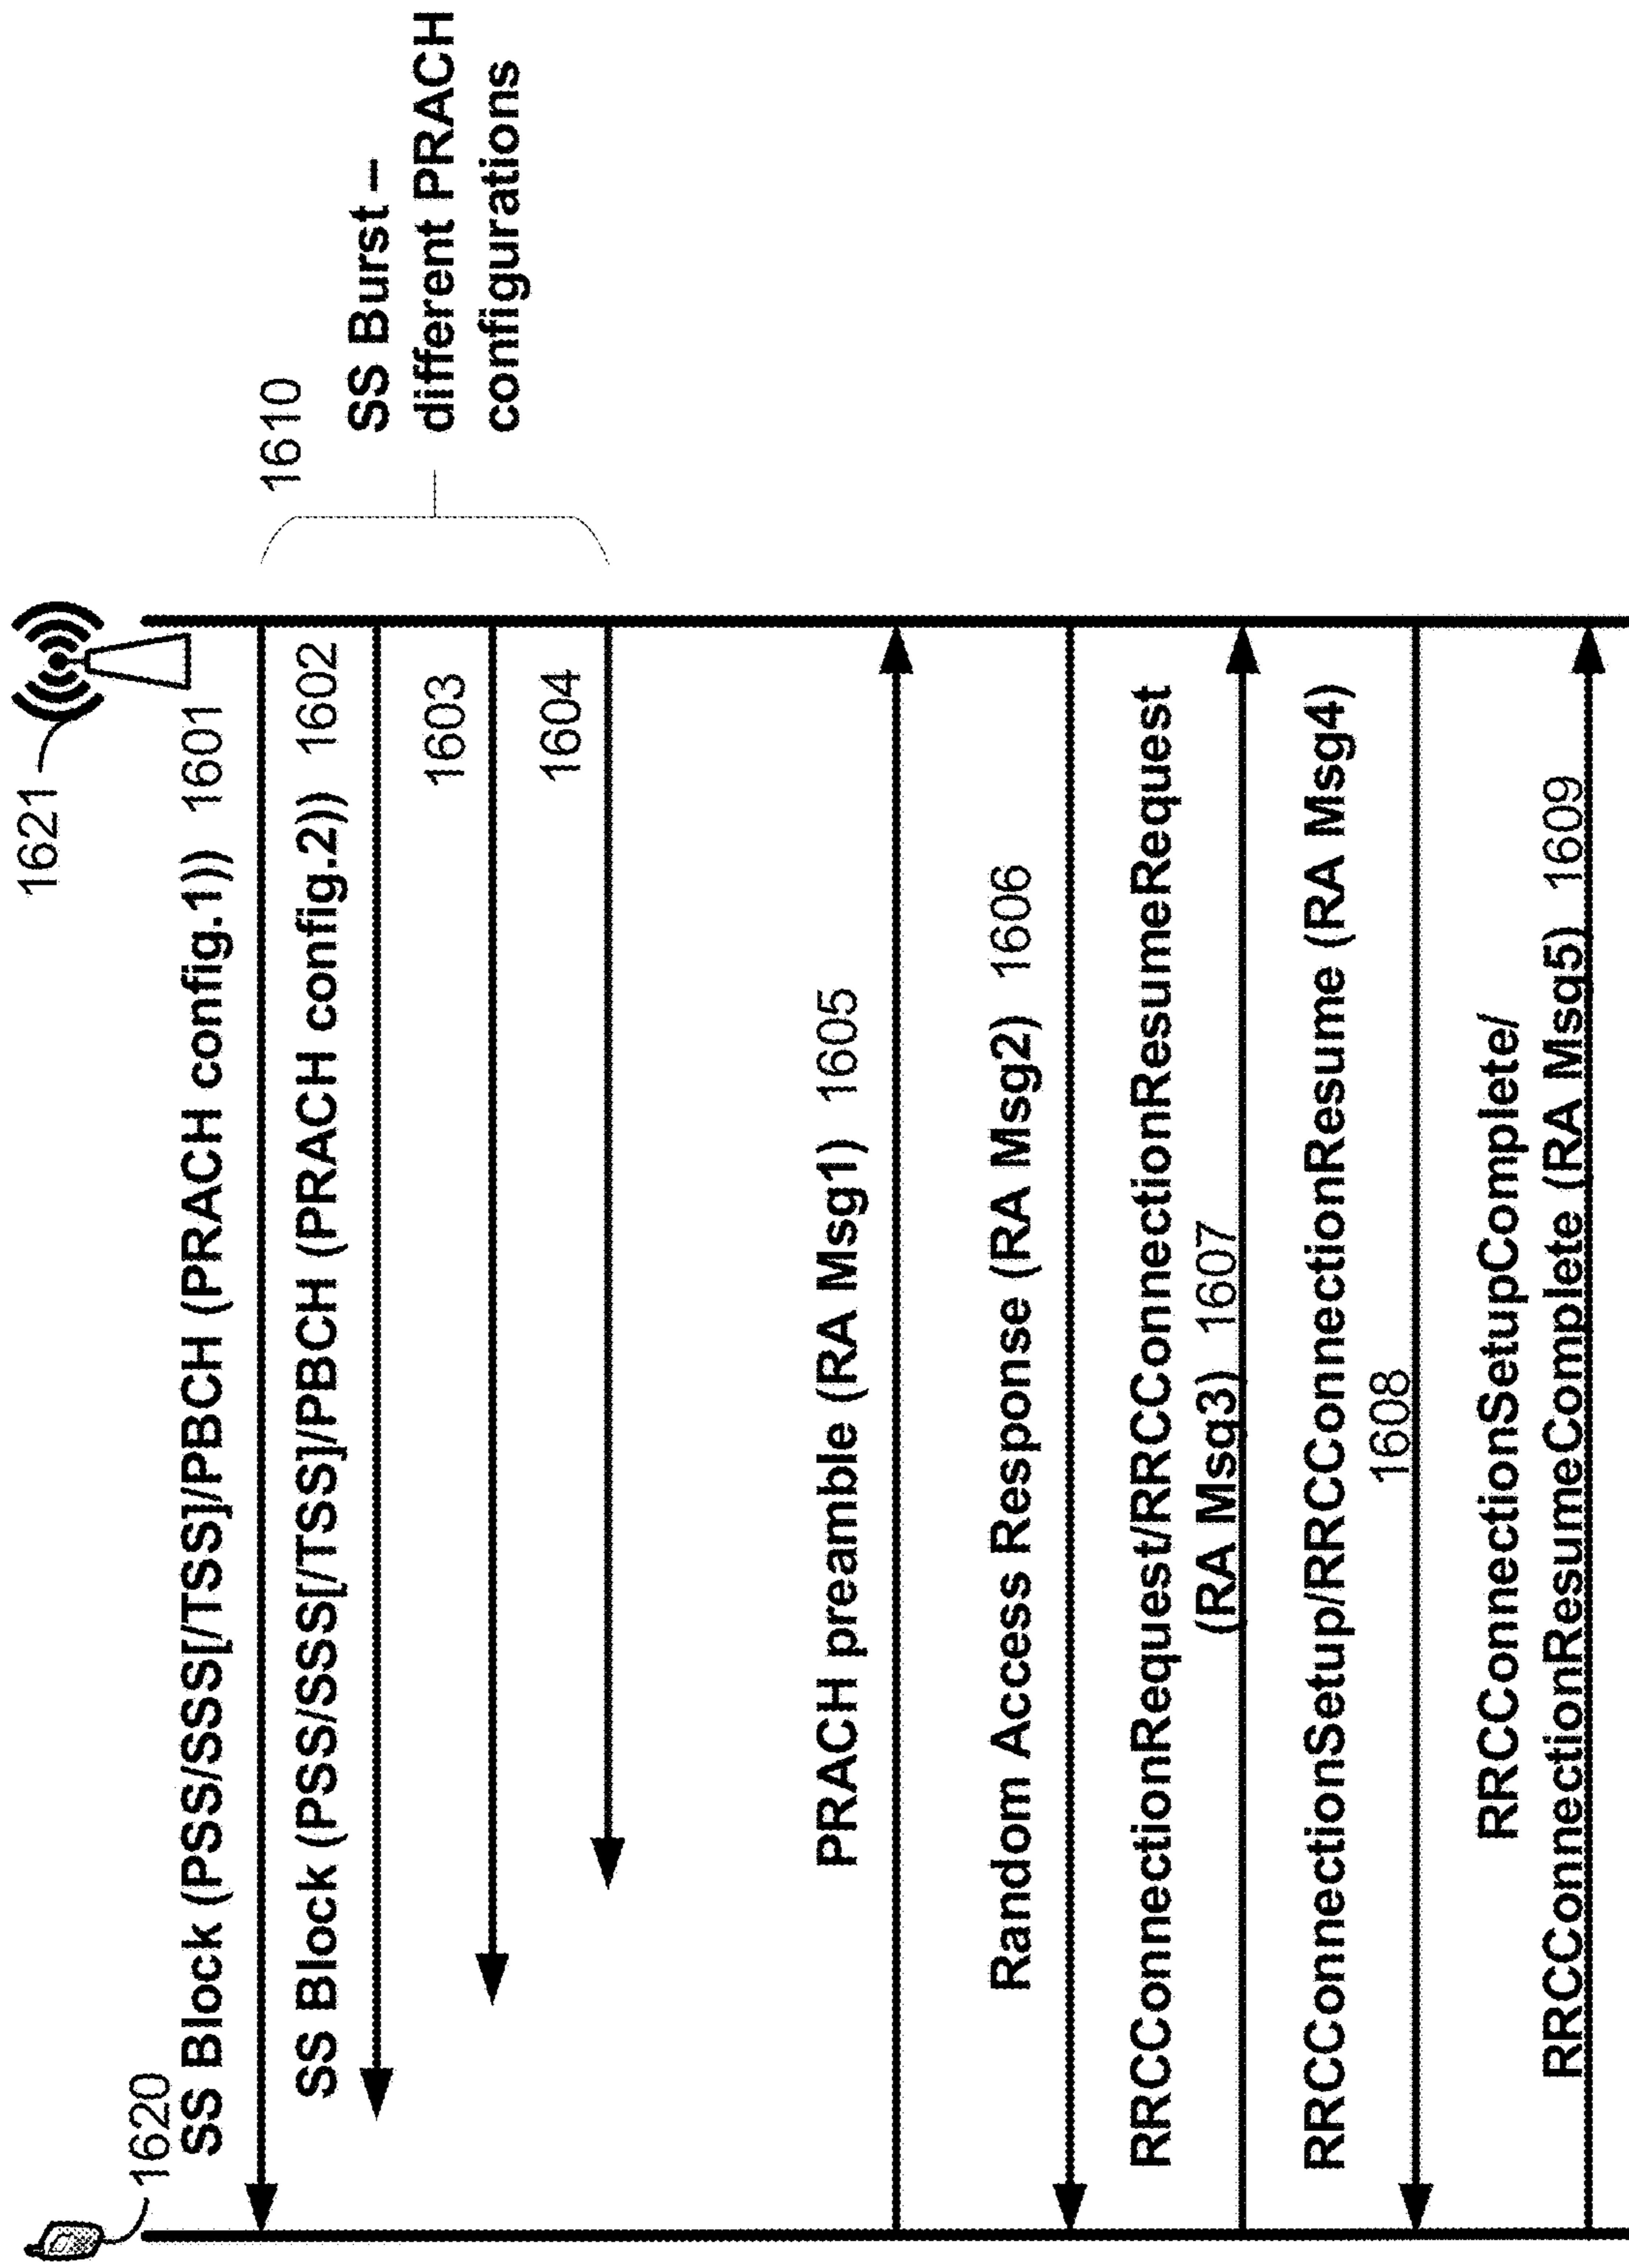 1620
1621
SS Block (PSS/SSS[/TSS]/PBCH (PRACH config.1)) 1601
SS Block (PSS/SSS[/TSS]/PBCH (PRACH config.2)) 1602
1603
1604
1610
SS Burst –
different PRACH
configurations
PRACH preamble (RA Msg1) 1605
Random Access Response (RA Msg2) 1606
RRCConnectionRequest/RRCConnectionResumeRequest
(RA Msg3) 1607
RRCConnectionSetup/RRCConnectionResume (RA Msg4)
1608
RRCConnectionSetupComplete/
RRCConnectionResumeComplete (RA Msg5) 1609